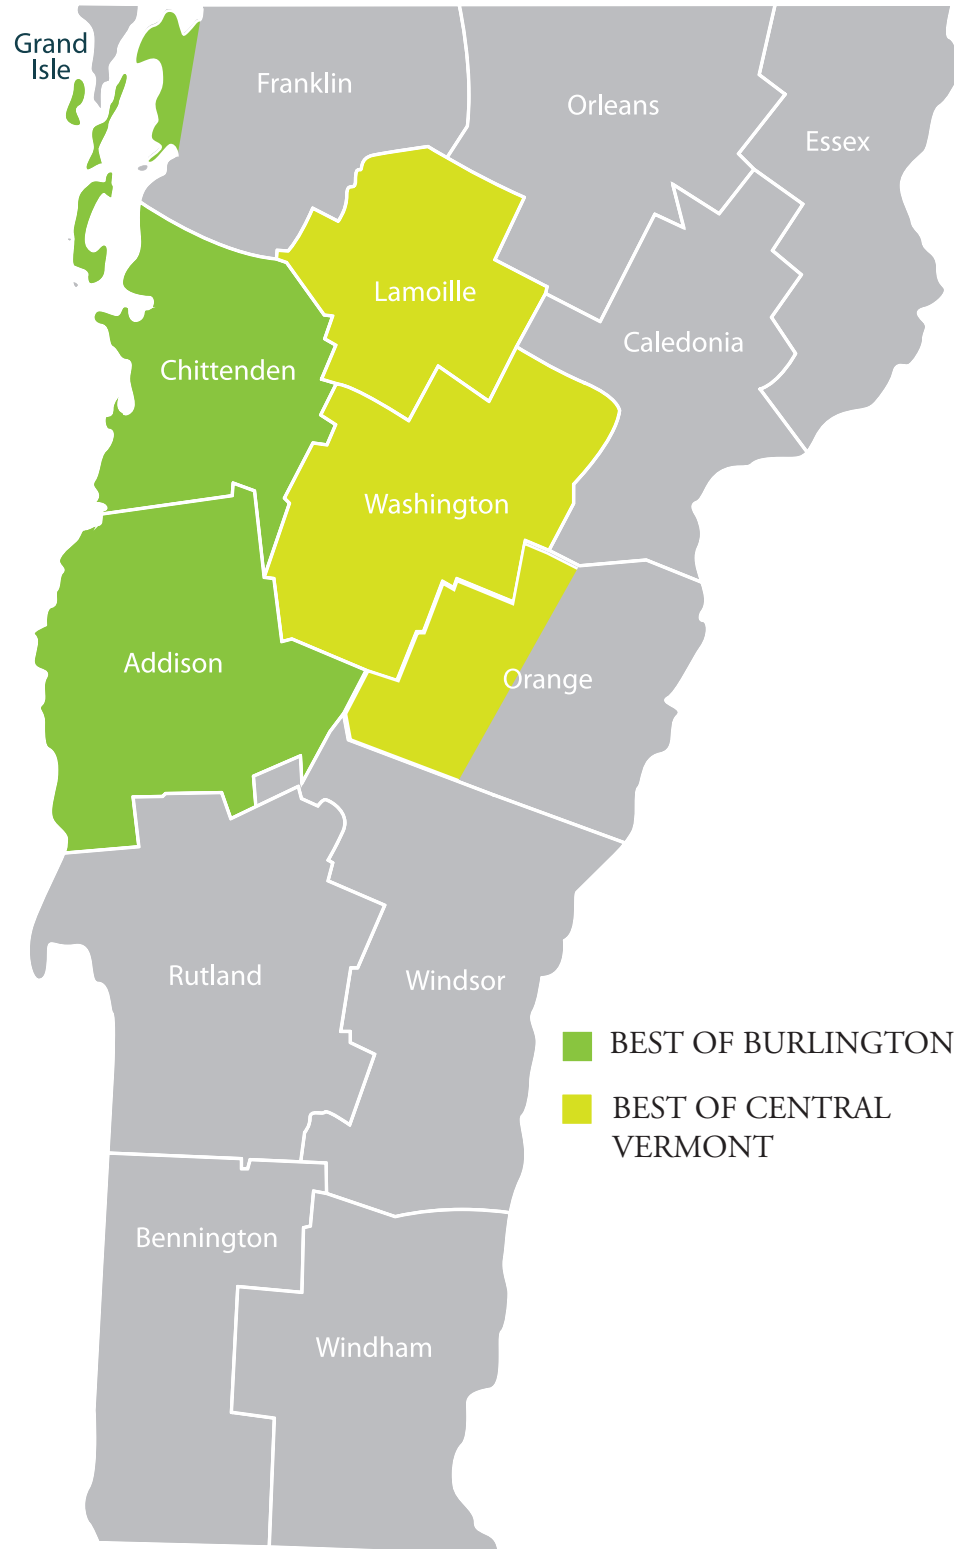 Grand
Isle
Franklin
Orleans
Essex
Lamoille
Caledonia
Chittenden
Washington
Addison
Orange
Rutland
Windsor
BEST OF BURLINGTON
BEST OF CENTRAL
VERMONT
Bennington
Windham